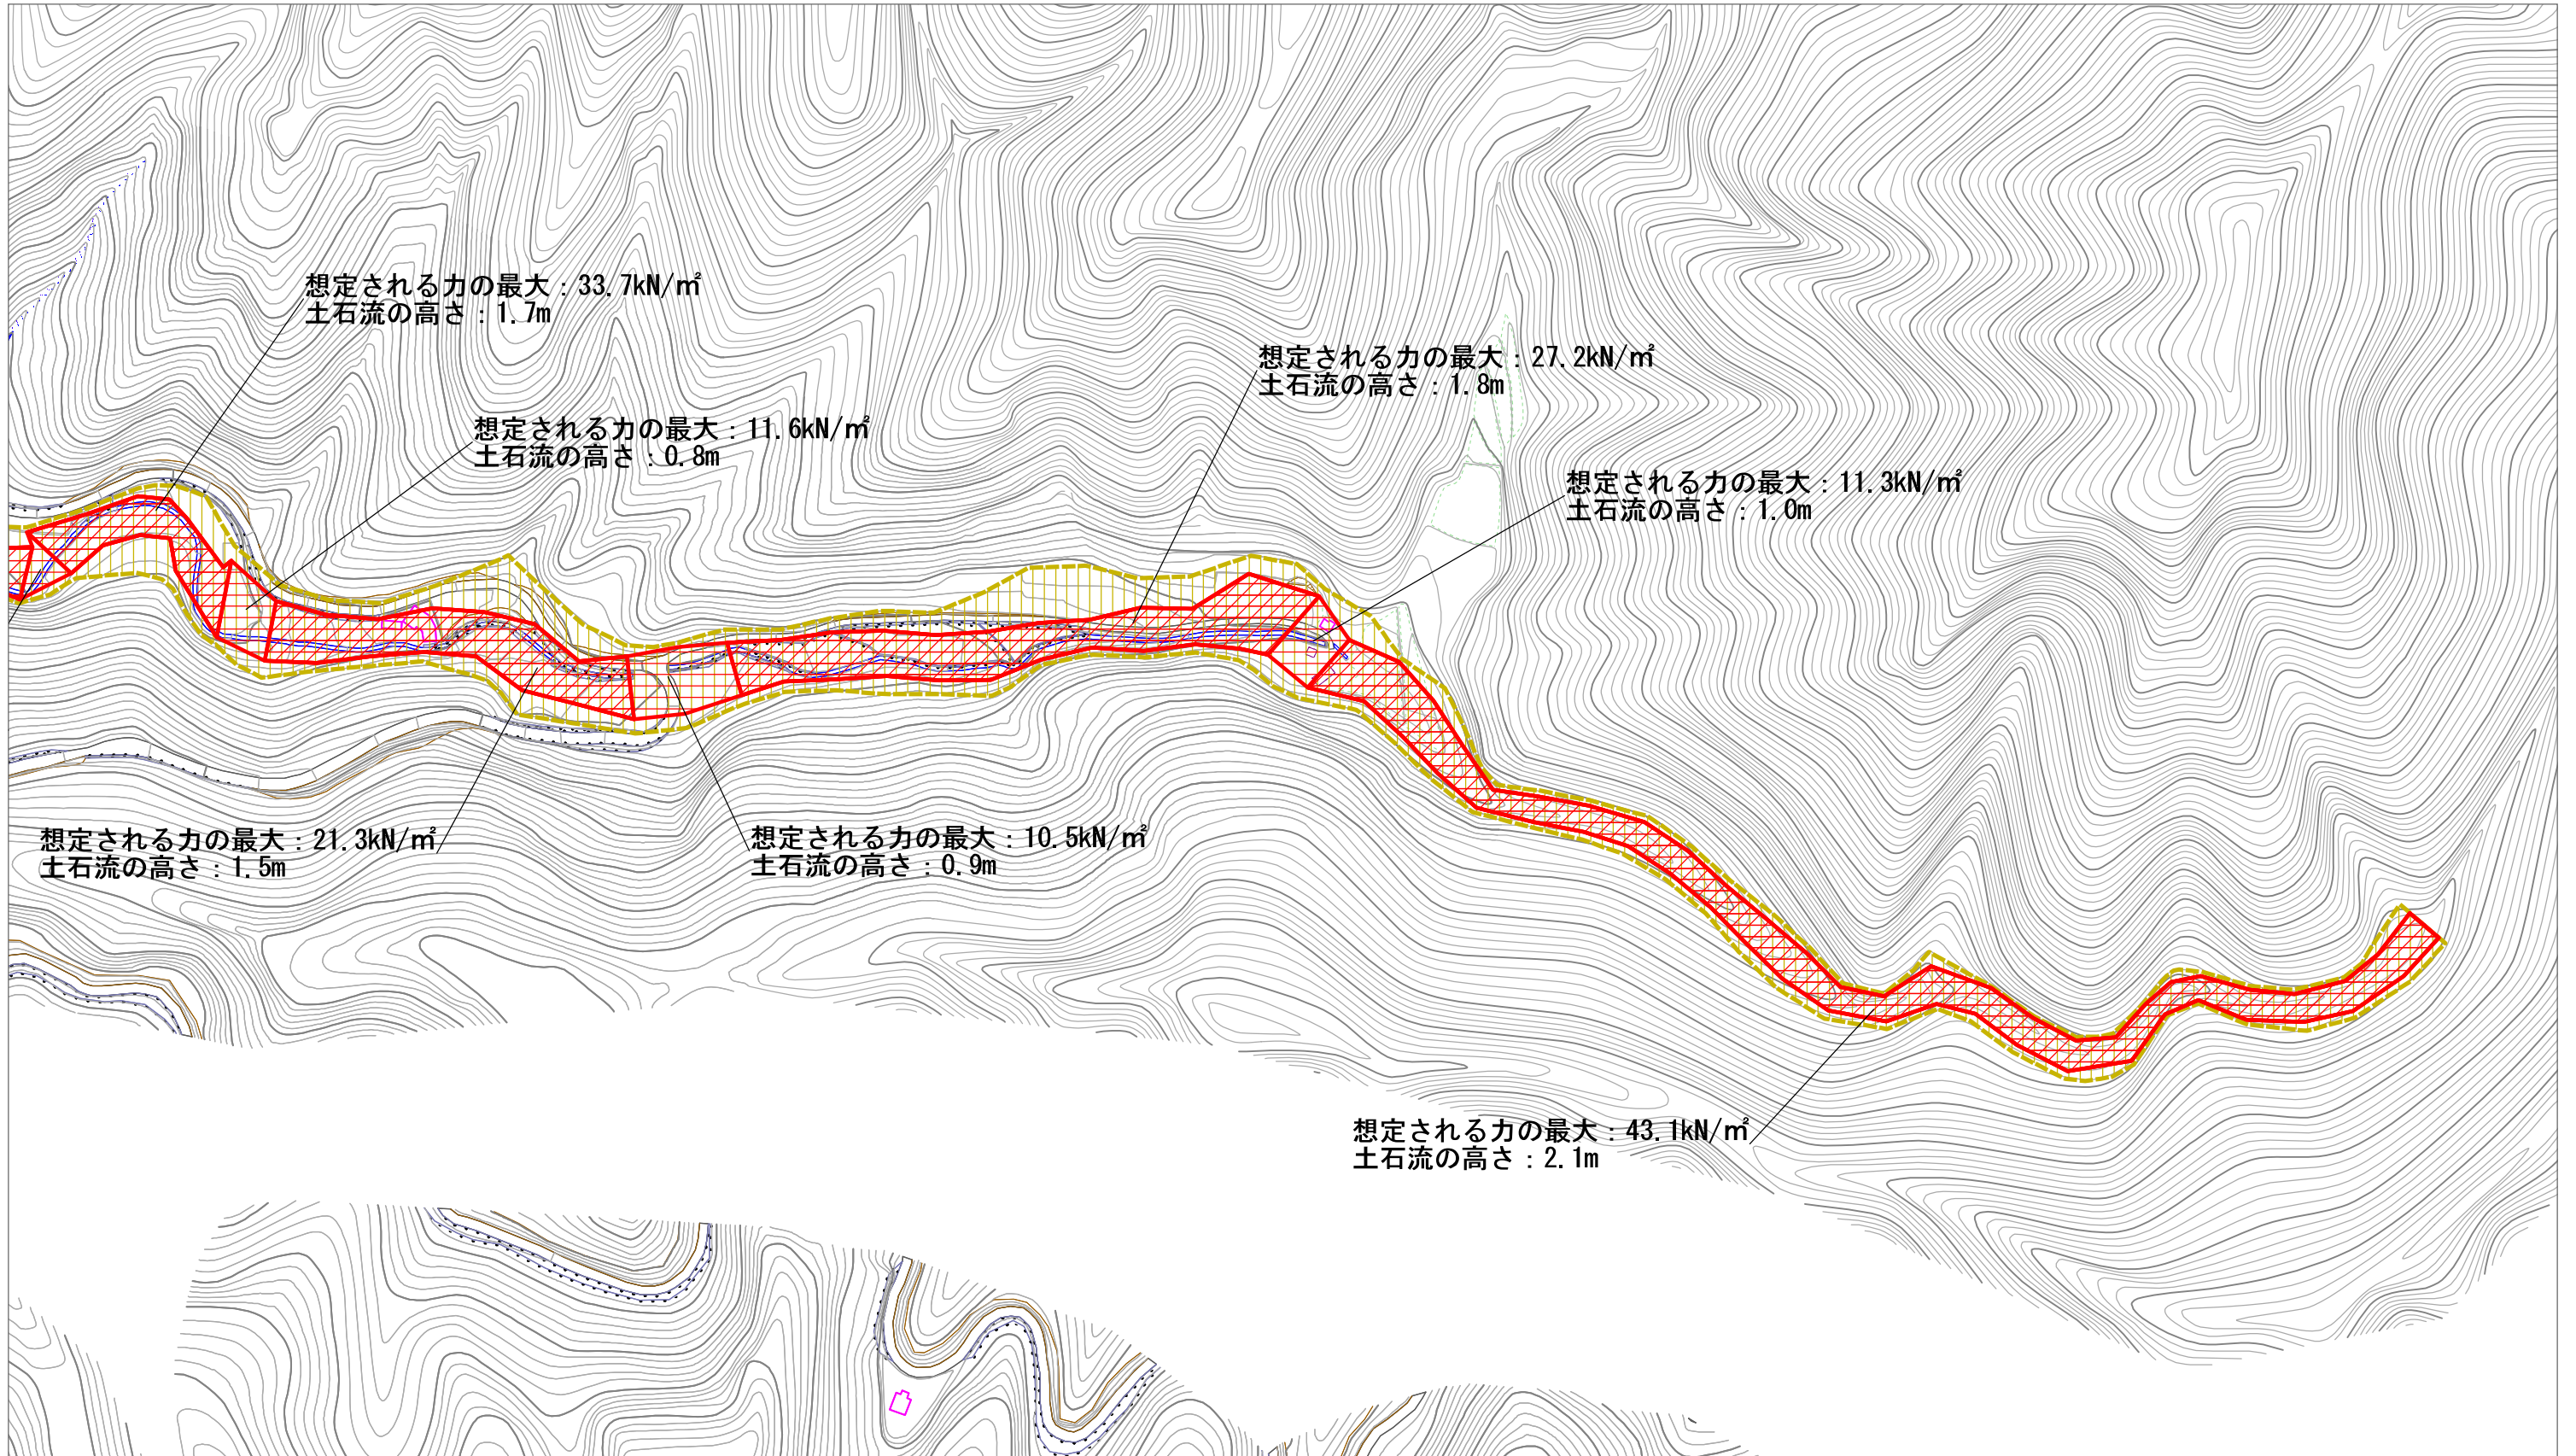 想定される力の最大：33.7kN/㎡
土石流の高さ：1.7m
想定される力の最大：27.2kN/㎡
土石流の高さ：1.8m
想定される力の最大：11.6kN/㎡
土石流の高さ：0.8m
想定される力の最大：11.3kN/㎡
土石流の高さ：1.0m
想定される力の最大：21.3kN/㎡
土石流の高さ：1.5m
想定される力の最大：10.5kN/㎡
土石流の高さ：0.9m
想定される力の最大：43.1kN/㎡
土石流の高さ：2.1m